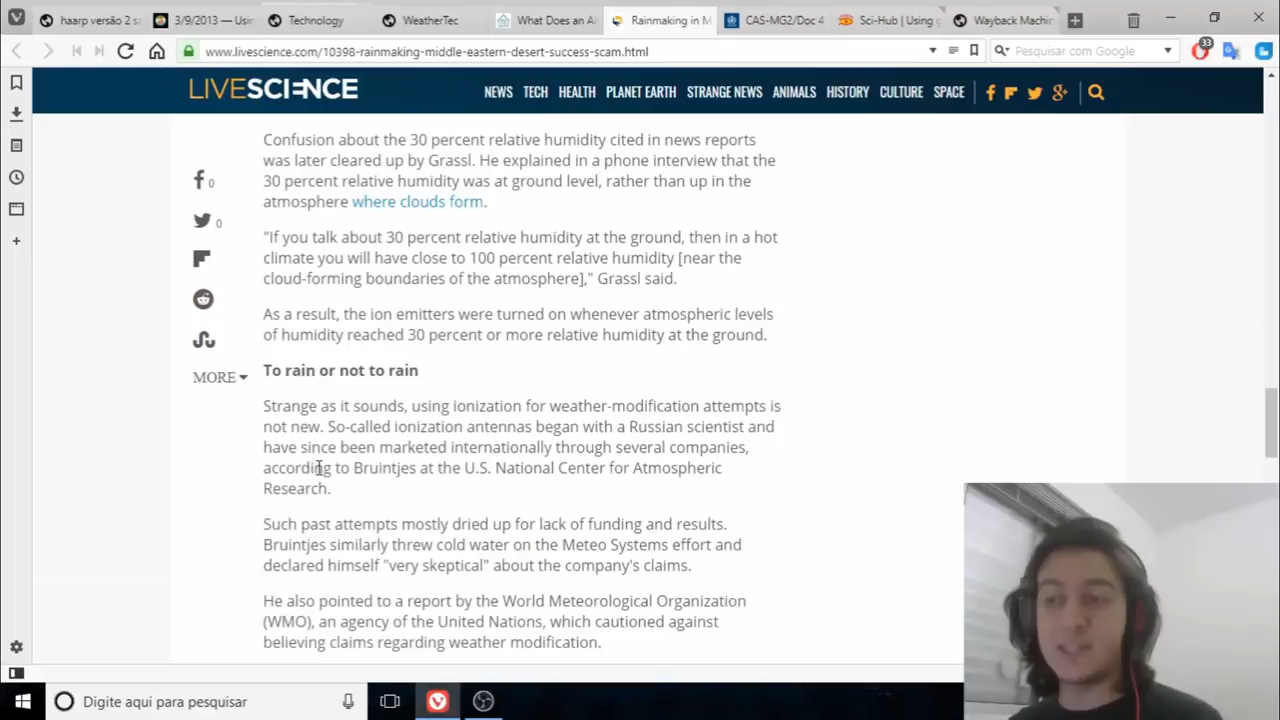 haarp versão 2 s
3/9/2013 — Usin
Technology
WeatherTec
What Does an A
Rainmaking in M
CAS-MG2/Doc 4
Sci-Hub | Using
Wayback Machin
www.livescience.com/10398-rainmaking-middle-eastern-desert-success-scam.html
Pesquisar com Google
33
LIVESCIENCE
NEWS TECH HEALTH PLANET EARTH STRANGE NEWS ANIMALS HISTORY CULTURE SPACE
Confusion about the 30 percent relative humidity cited in news reports
was later cleared up by Grassl. He explained in a phone interview that the
30 percent relative humidity was at ground level, rather than up in the
atmosphere where clouds form.
"If you talk about 30 percent relative humidity at the ground, then in a hot
climate you will have close to 100 percent relative humidity [near the
cloud-forming boundaries of the atmosphere]," Grassl said.
As a result, the ion emitters were turned on whenever atmospheric levels
of humidity reached 30 percent or more relative humidity at the ground.
0
0
MORE
To rain or not to rain
Strange as it sounds, using ionization for weather-modification attempts is
not new. So-called ionization antennas began with a Russian scientist and
have since been marketed internationally through several companies,
according to Bruintjes at the U.S. National Center for Atmospheric
Research.
Such past attempts mostly dried up for lack of funding and results.
Bruintjes similarly threw cold water on the Meteo Systems effort and
declared himself "very skeptical" about the company's claims.
He also pointed to a report by the World Meteorological Organization
(WMO), an agency of the United Nations, which cautioned against
believing claims regarding weather modification.
Digite aqui para pesquisar